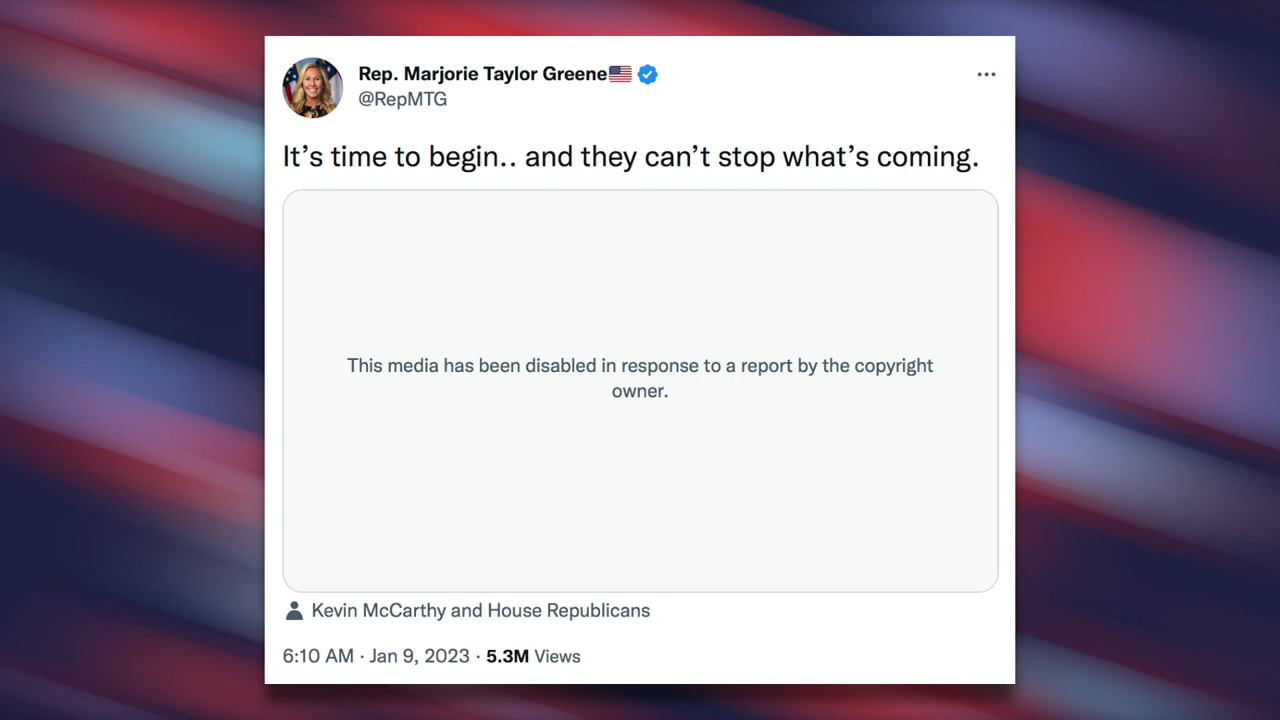 Rep. Marjorie Taylor Greene🇺🇸
@RepMTG
It’s time to begin.. and they can’t stop what’s coming.
This media has been disabled in response to a report by the copyright
owner.
Kevin McCarthy and House Republicans
6:10 AM · Jan 9, 2023 · 5.3M Views